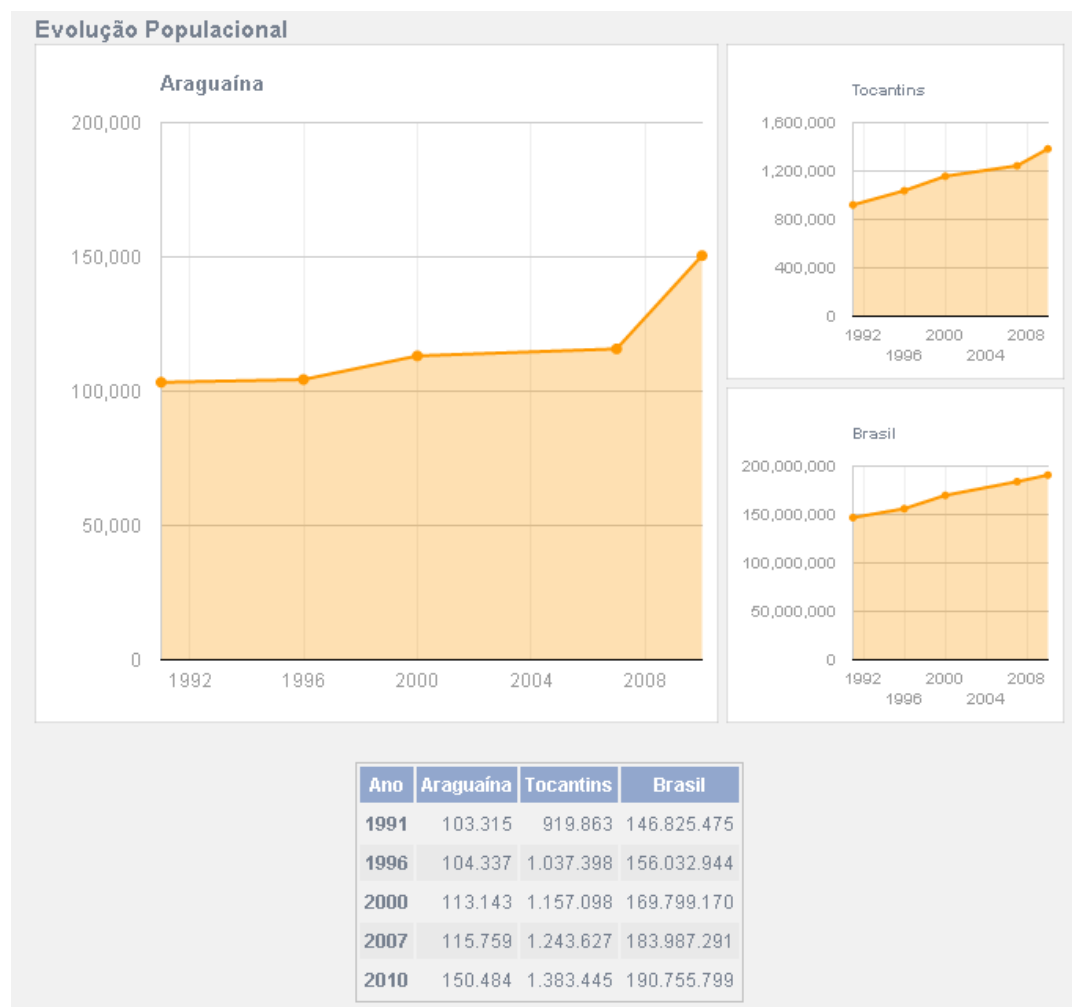 Evolução Populacional
Araguaína
200,000
150,000
100,000
50,000
0
1992 1996 2000 2004 2008
Tocantins
1,600,000
1,200,000
800,000
400,000
0
1992 2000 2008
1996 2004
Brasil
200,000,000
150,000,000
100,000,000
50,000,000
0
1992 2000 2008
1996 2004
Ano Araguaína Tocantins Brasil
1991 103.315 919.863 146.825.475
1996 104.337 1.037.398 156.032.944
2000 113.143 1.157.098 169.799.170
2007 115.759 1.243.627 183.987.291
2010 150.484 1.383.445 190.755.799